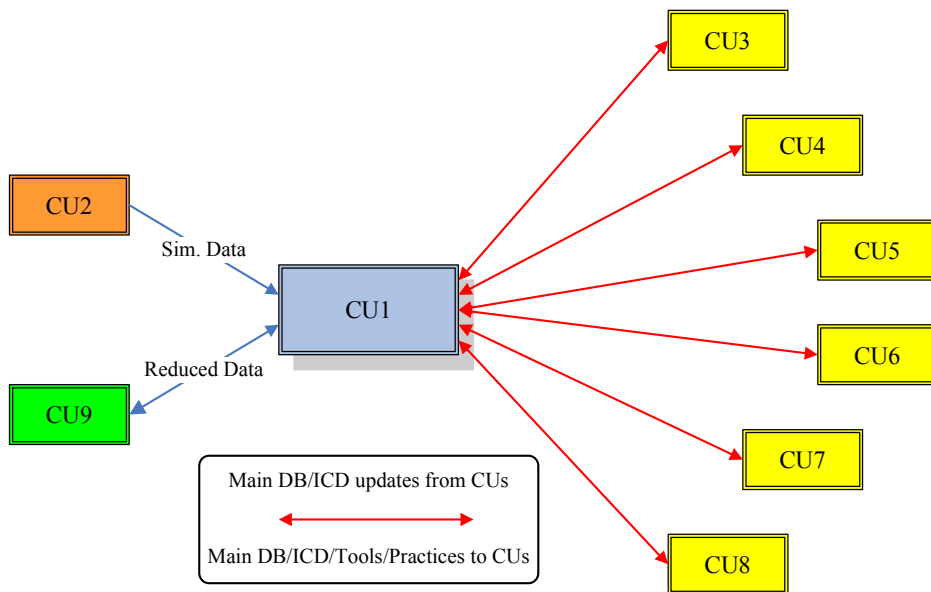 CU3
CU4
CU2
Sim. Data
CU5
CU1
CU6
Reduced Data
CU9
CU7
Main DB/ICD updates from CUs
Main DB/ICD/Tools/Practices to CUs
CU8